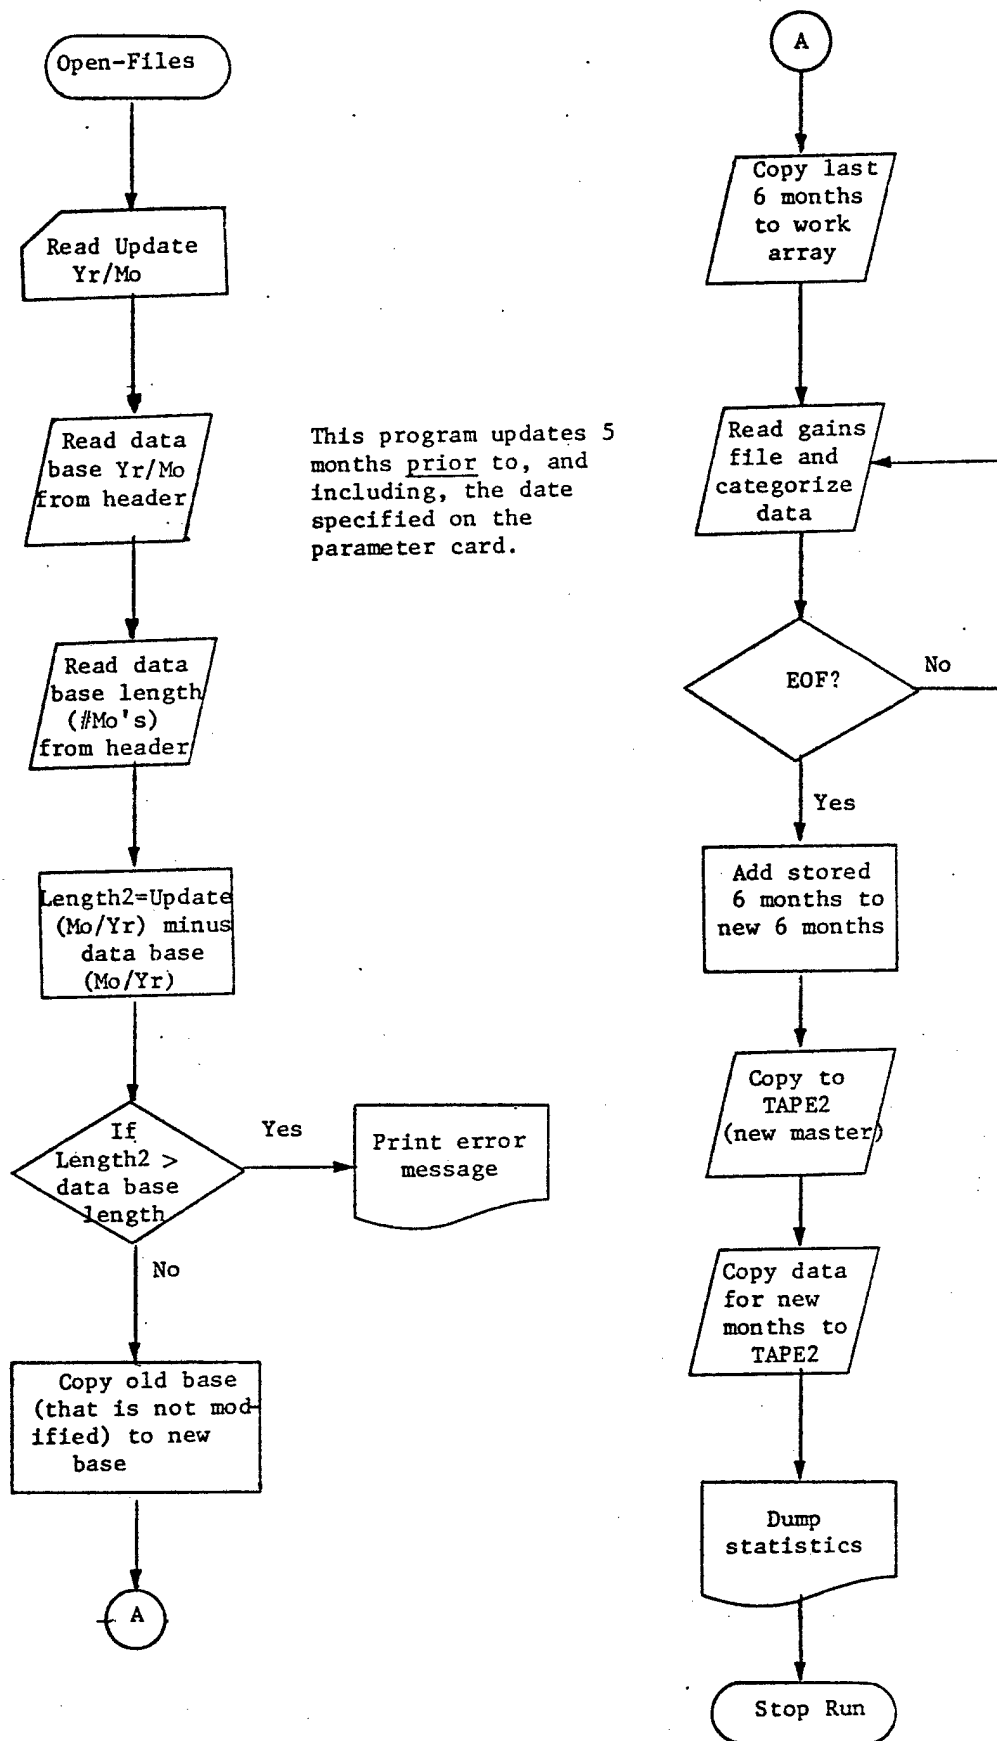 Open-Files
Read Update
Yr/Mo
Read data
base Yr/Mo
from header
Read data
base length
(#Mo's)
from header
Length2=Update
(Mo/Yr) minus
data base
(Mo/Yr)
If
Length2 >
data base
length
Yes
Print error
message
No
Copy old base
(that is not mod-
ified) to new
base
A
This program updates 5
months prior to, and
including, the date
specified on the
parameter card.
A
Copy last
6 months
to work
array
Read gains
file and
categorize
data
EOF?
No
Yes
Add stored
6 months to
new 6 months
Copy to
TAPE2
(new master)
Copy data
for new
months to
TAPE2
Dump
statistics
Stop Run